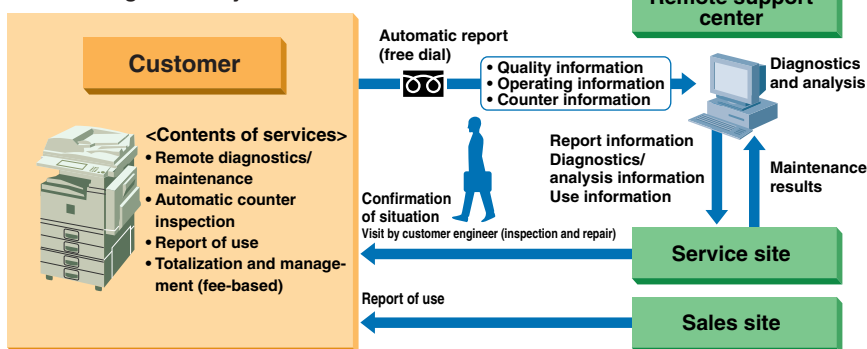 Remote support
center
Customer
Automatic report
(free dial)
• Quality information
• Operating information
• Counter information
Diagnostics
and analysis
<Contents of services>
• Remote diagnostics/
maintenance
• Automatic counter
inspection
• Report of use
• Totalization and manage-
ment (fee-based)
Report information
Diagnostics/
analysis information
Use information
Maintenance
results
Confirmation
of situation
Visit by customer engineer (inspection and repair)
Service site
Report of use
Sales site